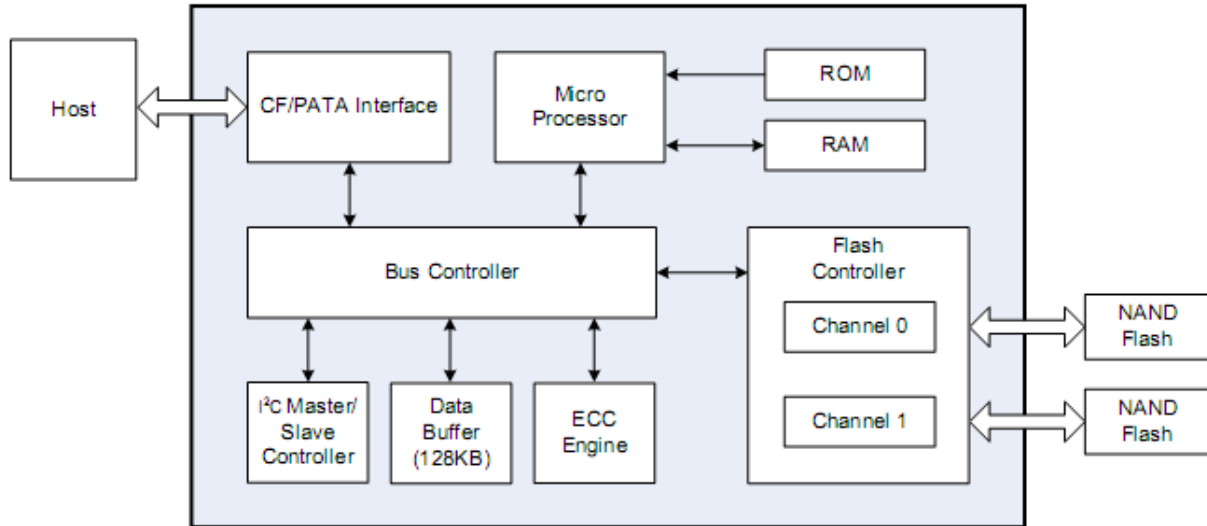 Host
CF/PATA Interface
Micro
Processor
ROM
RAM
Bus Controller
Flash
Controller
Channel 0
Channel 1
NAND
Flash
NAND
Flash
I²C Master/
Slave
Controller
Data
Buffer
(128KB)
ECC
Engine